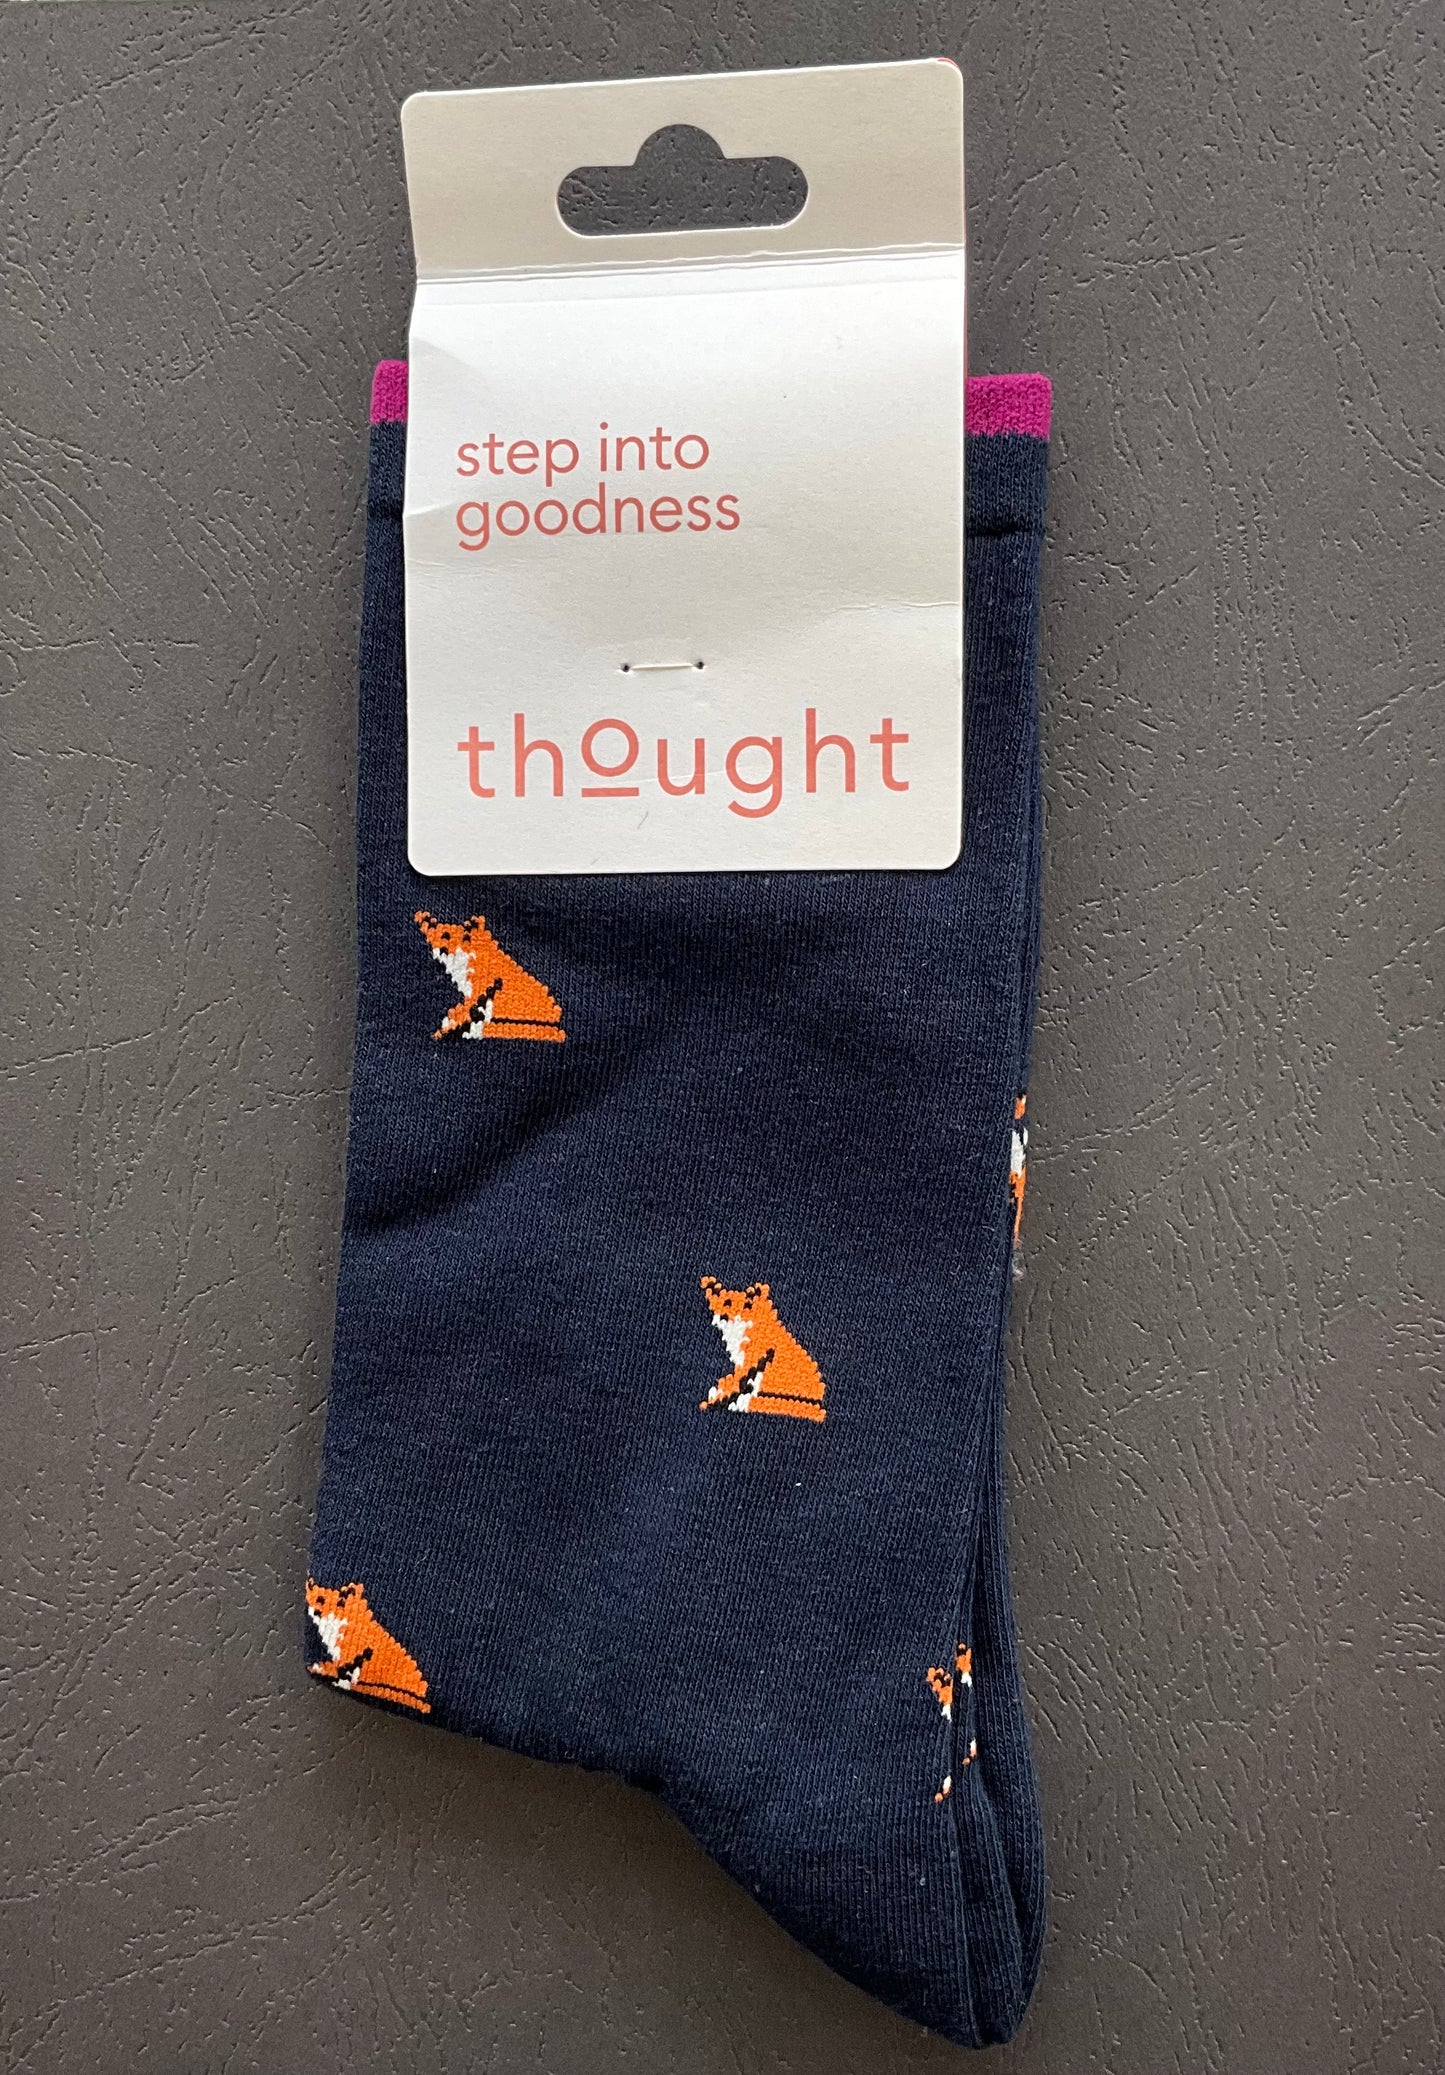 step into
goodness
thought